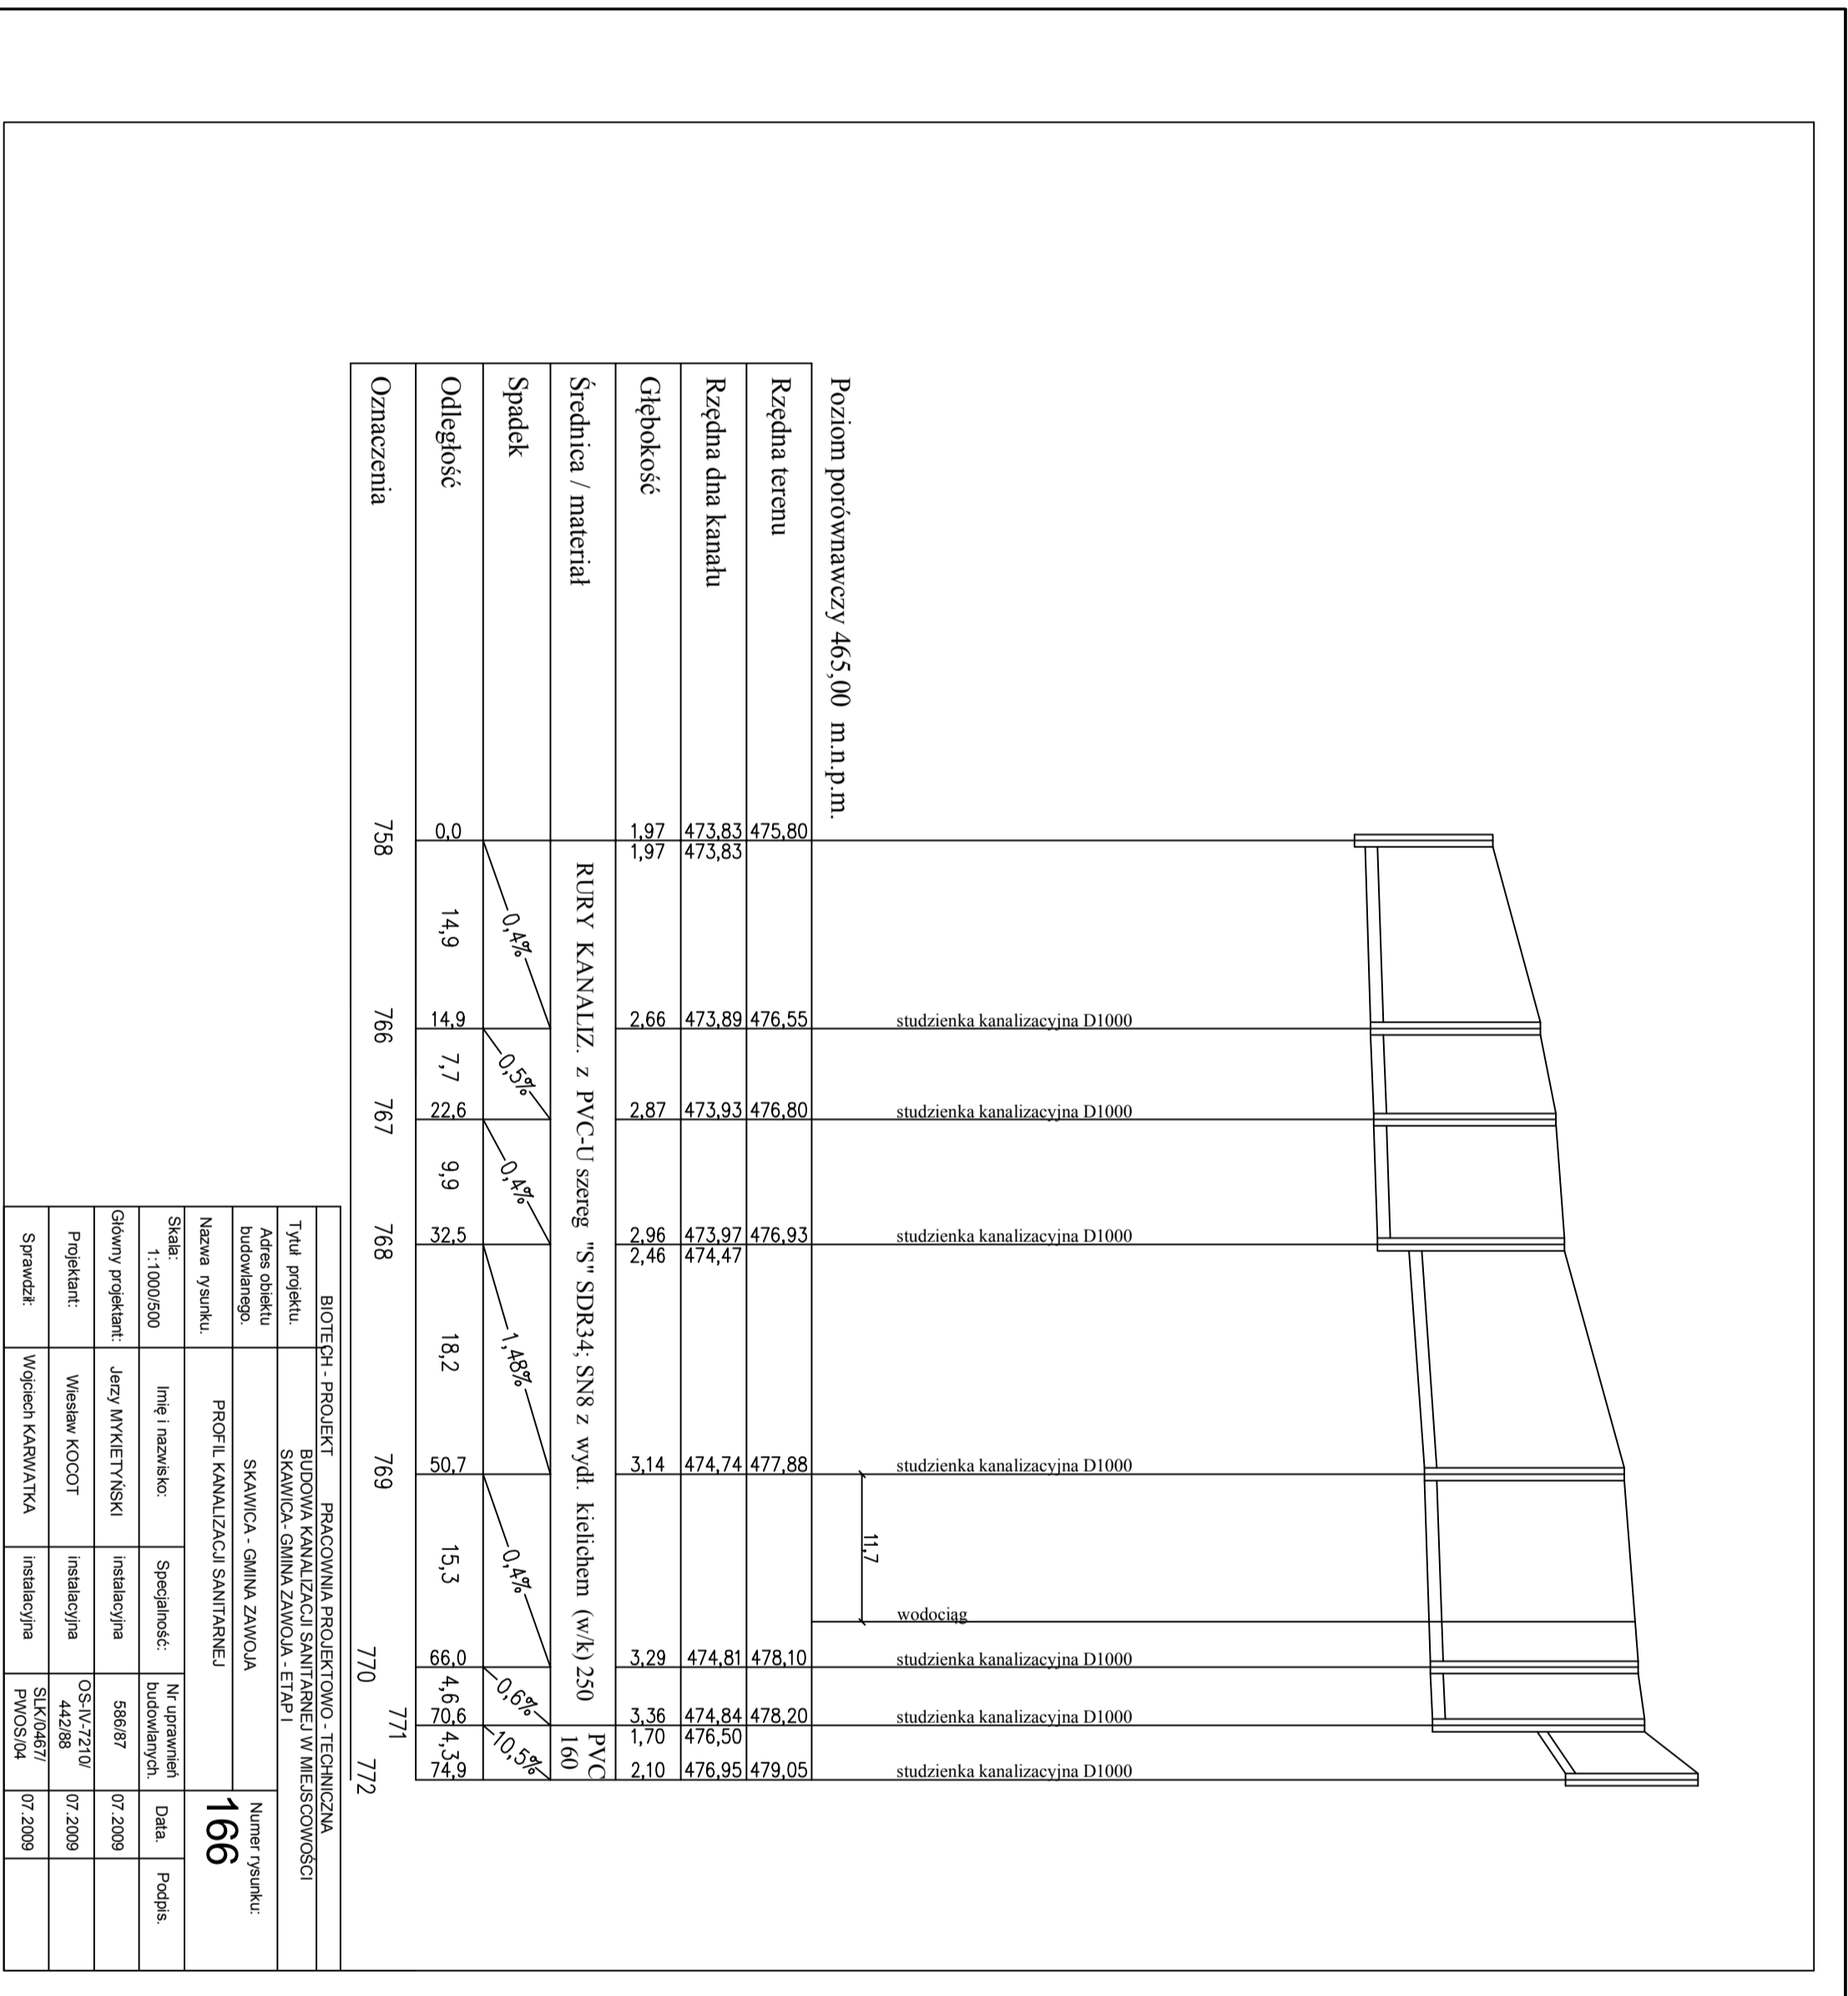 studzienka kanalizacyjna D1000
studzienka kanalizacyjna D1000
studzienka kanalizacyjna D1000
studzienka kanalizacyjna D1000
wodociąg
studzienka kanalizacyjna D1000
studzienka kanalizacyjna D1000
studzienka kanalizacyjna D1000
11,7
Poziom porównawczy 465,00 m.n.p.m.
Rzędna terenu 475,80 476,55 476,80 476,93 477,88 478,10 478,20 479,05
Rzędna dna kanału 473,83 473,83 473,89 473,93 473,97 474,47 474,74 474,81 474,84 476,50 476,95
Głębokość 1,97 1,97 2,66 2,87 2,96 2,46 3,14 3,29 3,36 1,70 2,10
Średnica / materiał RURY KANALIZ. z PVC-U szereg "S" SDR34; SN8 z wydł. kielichem (w/k) 250 PVC
160
Spadek 0,4% 0,5% 0,4% 1,48% 0,4% 0,6% 10,5%
Odległość 0,0 14,9 14,9 7,7 22,6 9,9 32,5 18,2 50,7 15,3 66,0 4,6 70,6 4,3 74,9
Oznaczenia 758 766 767 768 769 770 771 772
BIOTECH - PROJEKT PRACOWNIA PROJEKTOWO - TECHNICZNA
Tytuł projektu. BUDOWA KANALIZACJI SANITARNEJ W MIEJSCOWOŚCI
SKAWICA- GMINA ZAWOJA - ETAP I
Adres obiektu
budowlanego. SKAWICA - GMINA ZAWOJA
Numer rysunku:
166
Nazwa rysunku. PROFIL KANALIZACJI SANITARNEJ
Skala:
1:1000/500
Imię i nazwisko: Specjalność: Nr uprawnień
budowlanych. Data. Podpis.
Główny projektant: Jerzy MYKIETYŃSKI instalacyjna 586/87 07.2009
Projektant: Wiesław KOCOT instalacyjna OS-IV-7210/
442/88 07.2009
Sprawdził: Wojciech KARWATKA instalacyjna SLK/0467/
PWOS/04 07.2009